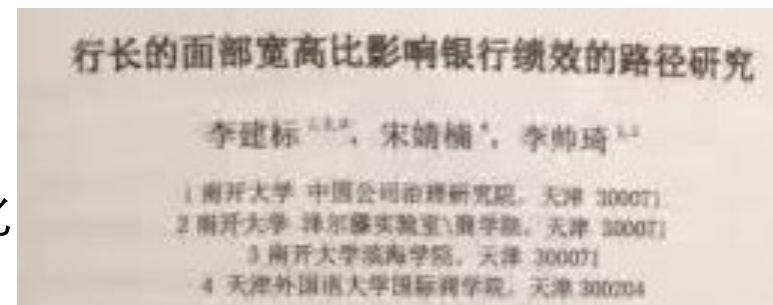 行长的面部宽高比影响银行绩效的路径研究
李建标, 宋婧楠, 李帅琦
1 南开大学 中国公司治理研究院, 天津 300071
2 南开大学 泽尔滕实验室\商学院, 天津 300071
3 南开大学滨海学院, 天津 300071
4 天津外国语大学国际商学院, 天津 300204